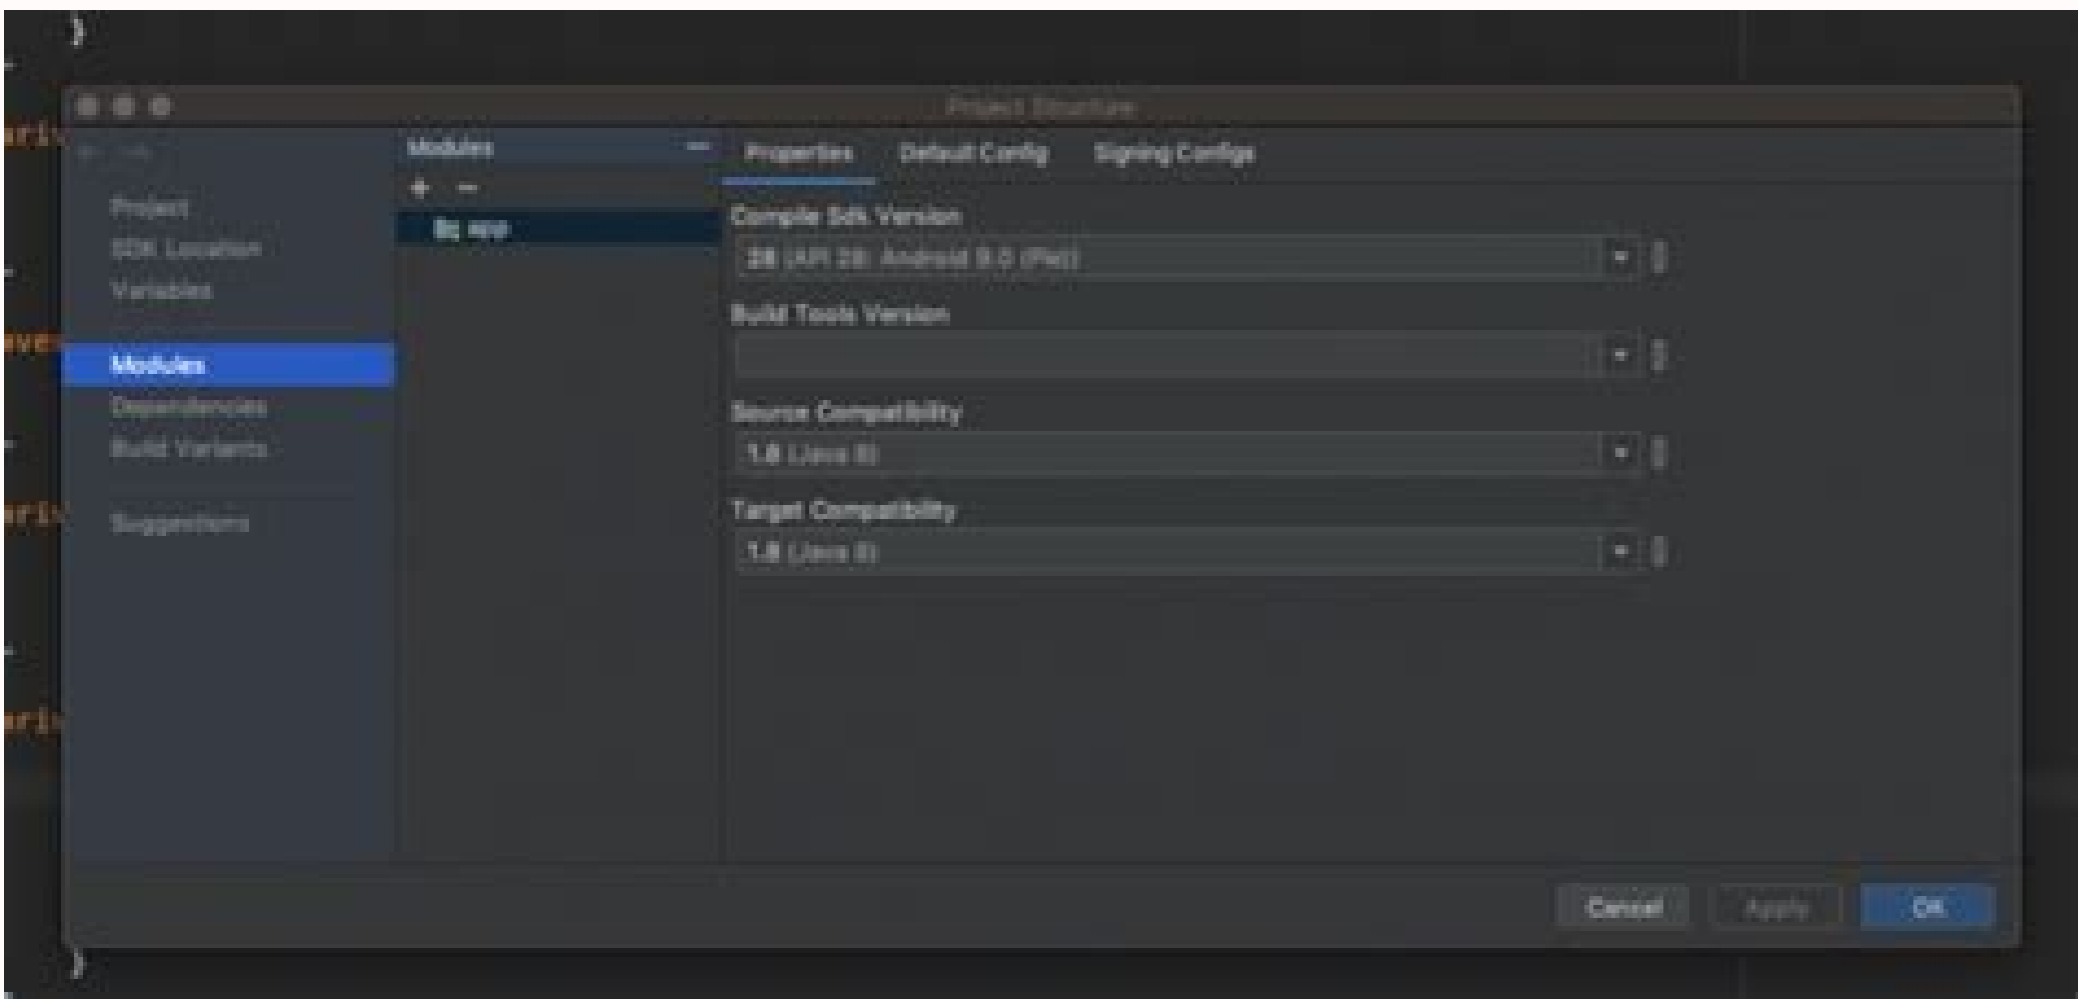 }
Project Structure
Modules
Properties Default Config Signing Configs
Project
SDK Location
Variables
Modules
Dependencies
Build Variants
Suggestions
app
Compile Sdk Version
28 (API 28: Android 9.0 (Pie))
Build Tools Version
Source Compatibility
1.8 (Java 8)
Target Compatibility
1.8 (Java 8)
Cancel Apply OK
}